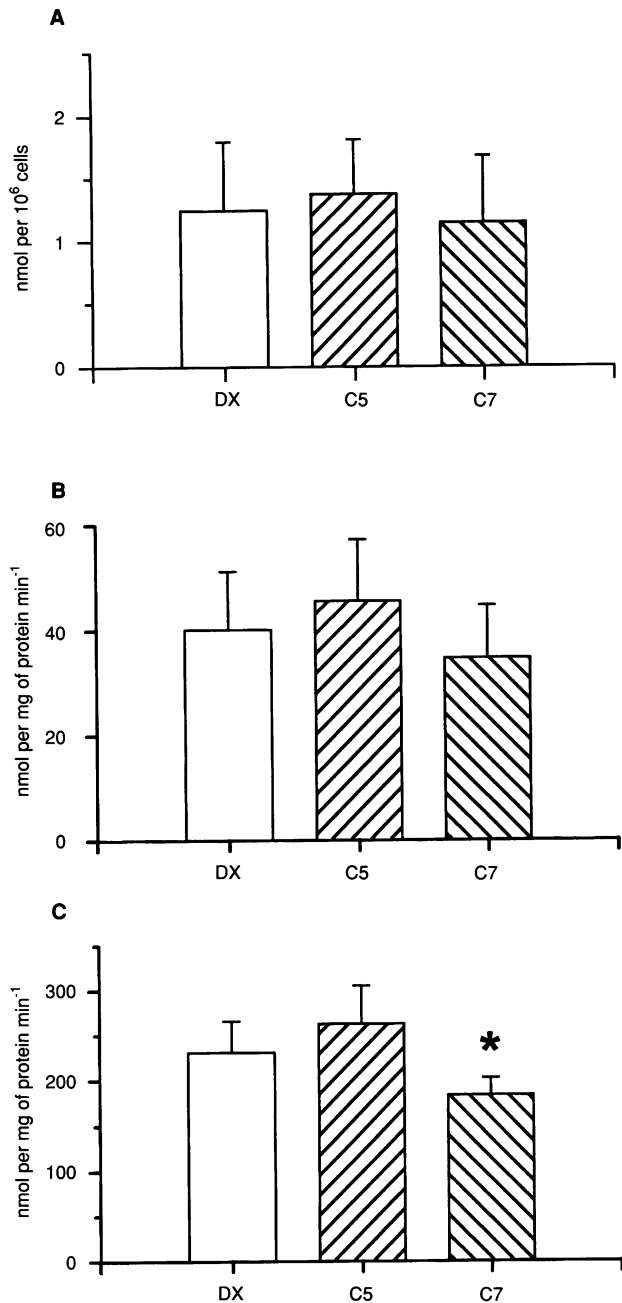 A
nmol per 10⁶ cells
2
1
0
DX C5 C7
B
nmol per mg of protein min⁻¹
60
40
20
0
DX C5 C7
C
nmol per mg of protein min⁻¹
300
200
100
0
*
DX C5 C7